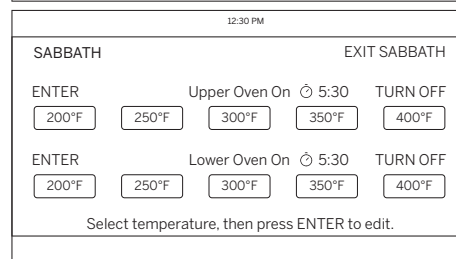 12:30 PM
SABBATH EXIT SABBATH
ENTER Upper Oven On 5:30 TURN OFF
200°F 250°F 300°F 350°F 400°F
ENTER Lower Oven On 5:30 TURN OFF
200°F 250°F 300°F 350°F 400°F
Select temperature, then press ENTER to edit.